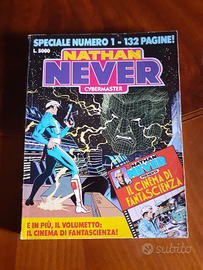 SPECIALE NUMERO 1 - 132 PAGINE!
L. 5000
NATHAN
NEVER
CYBERMASTER
NATHAN
NEVER
IL CINEMA DI
FANTASCIENZA
E IN PIÙ, IL VOLUMETTO:
IL CINEMA DI FANTASCIENZA!
subito